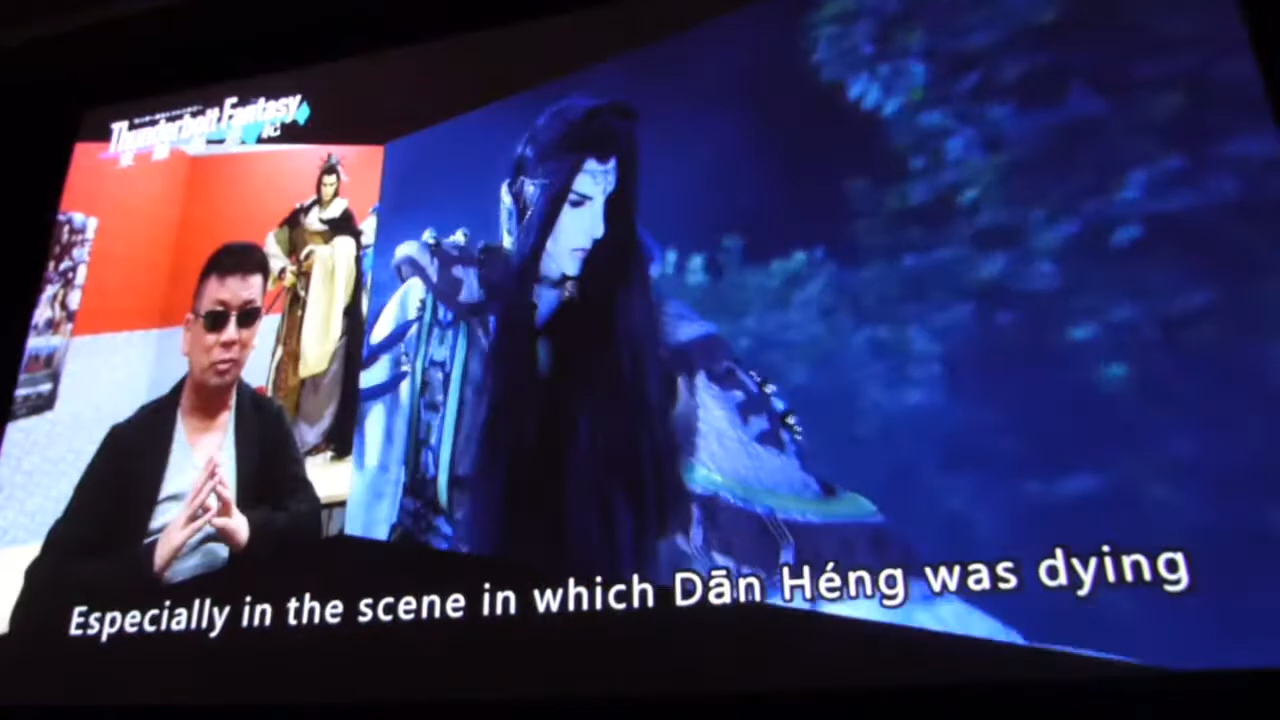 Thunderbolt Fantasy
Especially in the scene in which Dān Héng was dying